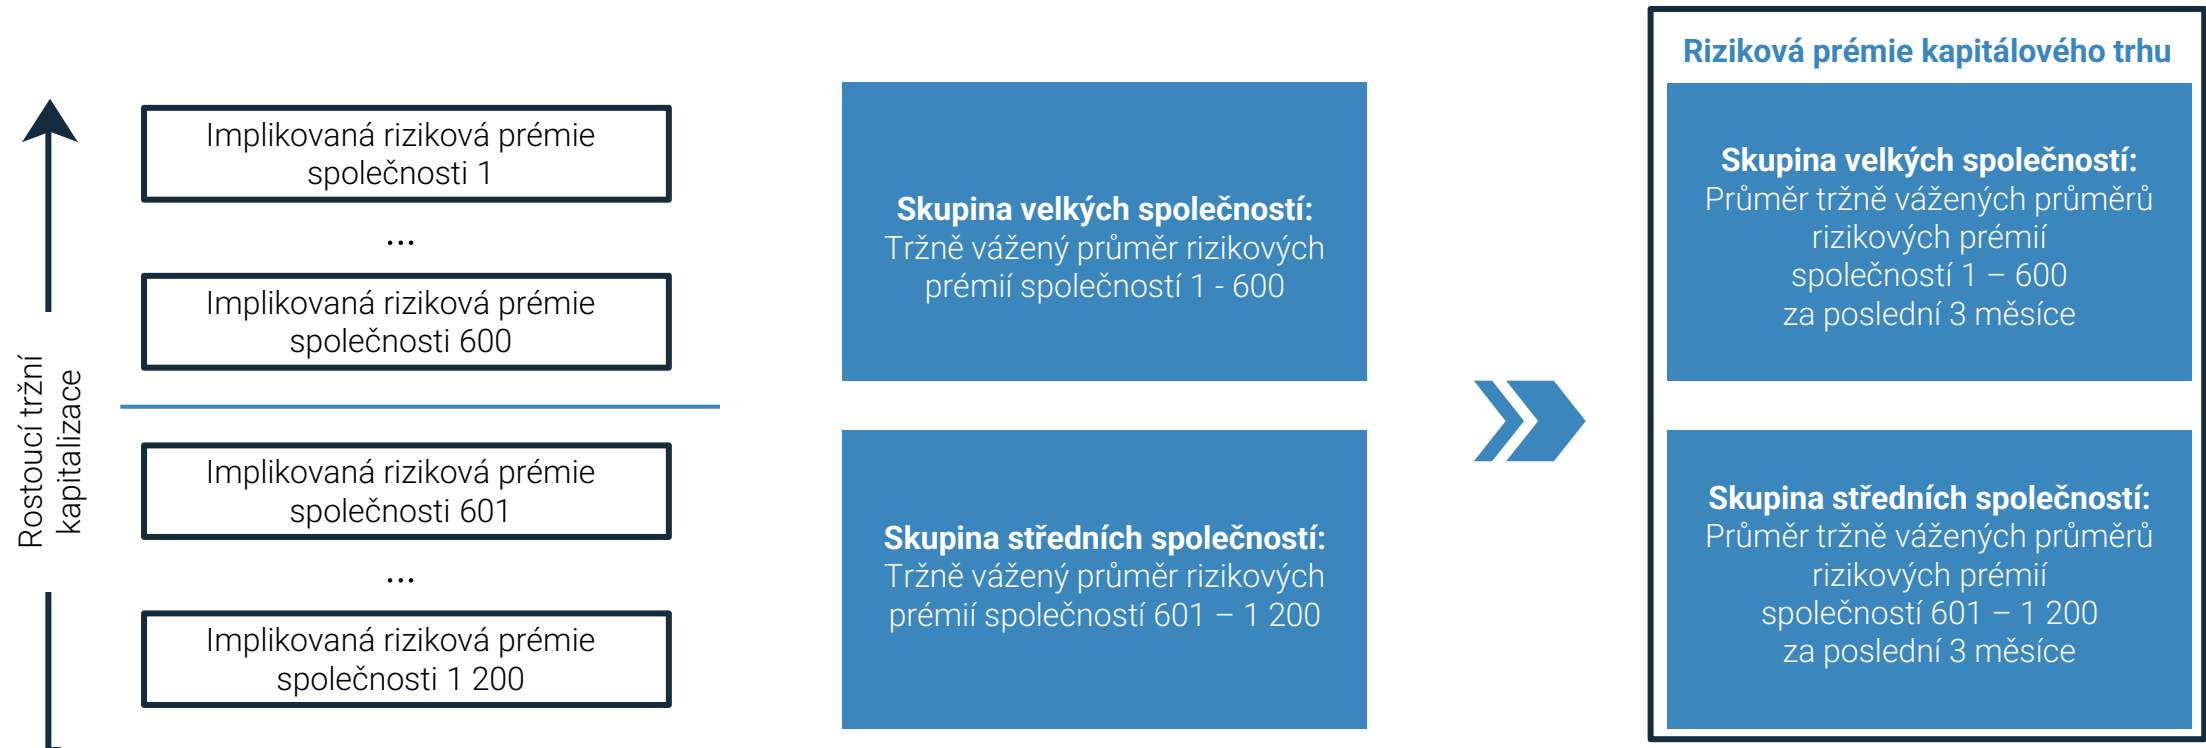 Rostoucí tržní
kapitalizace
Implikovaná riziková prémie
společnosti 1
...
Implikovaná riziková prémie
společnosti 600
Implikovaná riziková prémie
společnosti 601
...
Implikovaná riziková prémie
společnosti 1 200
Skupina velkých společností:
Tržně vážený průměr rizikových
prémií společností 1 - 600
Skupina středních společností:
Tržně vážený průměr rizikových
prémií společností 601 – 1 200
Riziková prémie kapitálového trhu
Skupina velkých společností:
Průměr tržně vážených průměrů
rizikových prémií
společností 1 – 600
za poslední 3 měsíce
Skupina středních společností:
Průměr tržně vážených průměrů
rizikových prémií
společností 601 – 1 200
za poslední 3 měsíce